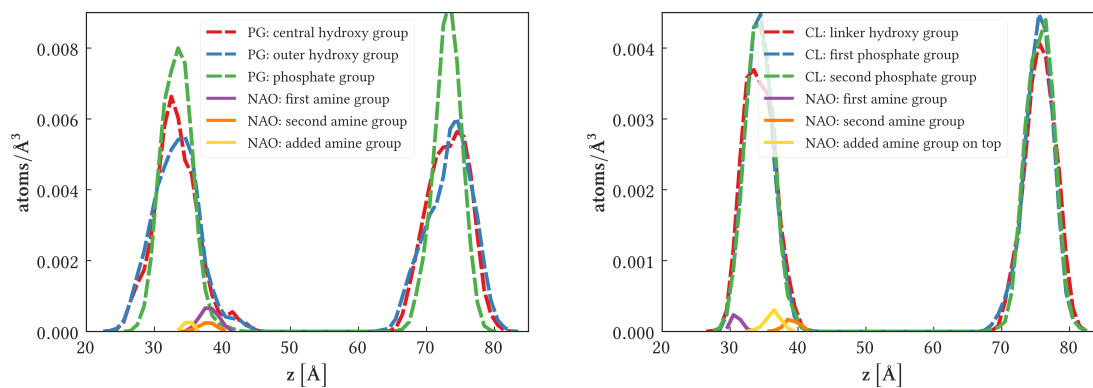 PG: central hydroxy group
PG: outer hydroxy group
PG: phosphate group
NAO: first amine group
NAO: second amine group
NAO: added amine group
0.008
0.006
0.004
0.002
0.000
atoms/Å³
20 30 40 50 60 70 80
z [Å]
CL: linker hydroxy group
CL: first phosphate group
CL: second phosphate group
NAO: first amine group
NAO: second amine group
NAO: added amine group on top
0.004
0.003
0.002
0.001
0.000
atoms/Å³
20 30 40 50 60 70 80
z [Å]